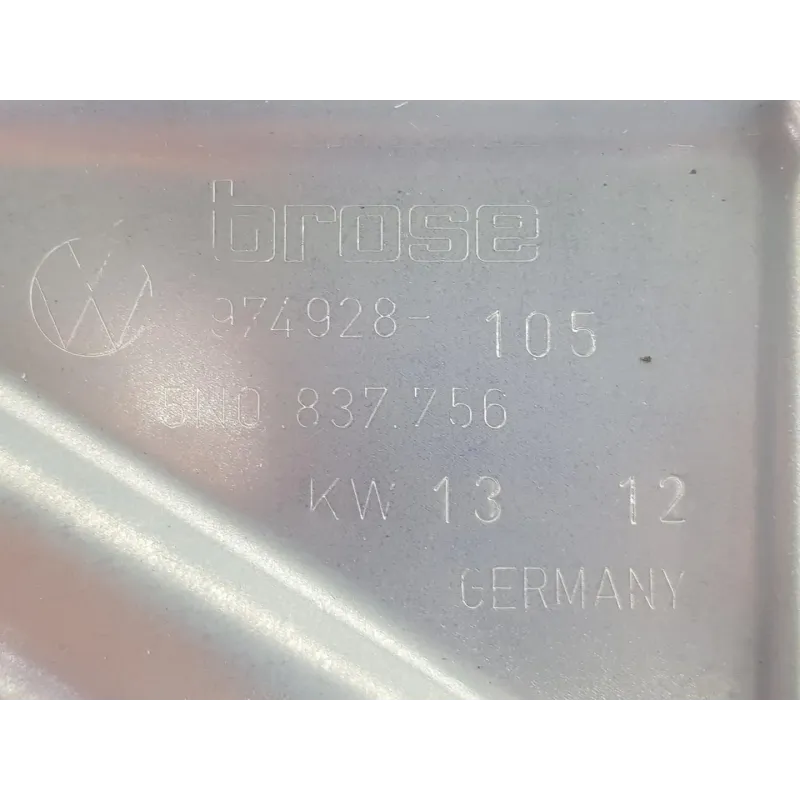 brose
974928- 105
5N0.837.756
KW 13 12
GERMANY